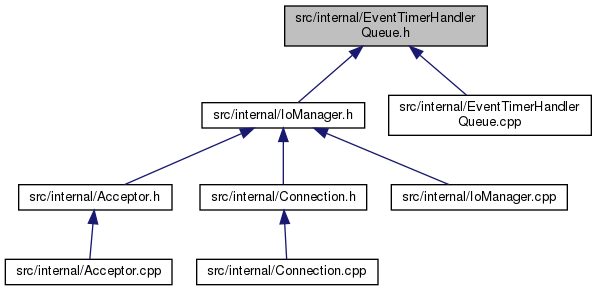 src/internal/EventTimerHandler
Queue.h
src/internal/IoManager.h
src/internal/EventTimerHandler
Queue.cpp
src/internal/Acceptor.h
src/internal/Connection.h
src/internal/IoManager.cpp
src/internal/Acceptor.cpp
src/internal/Connection.cpp